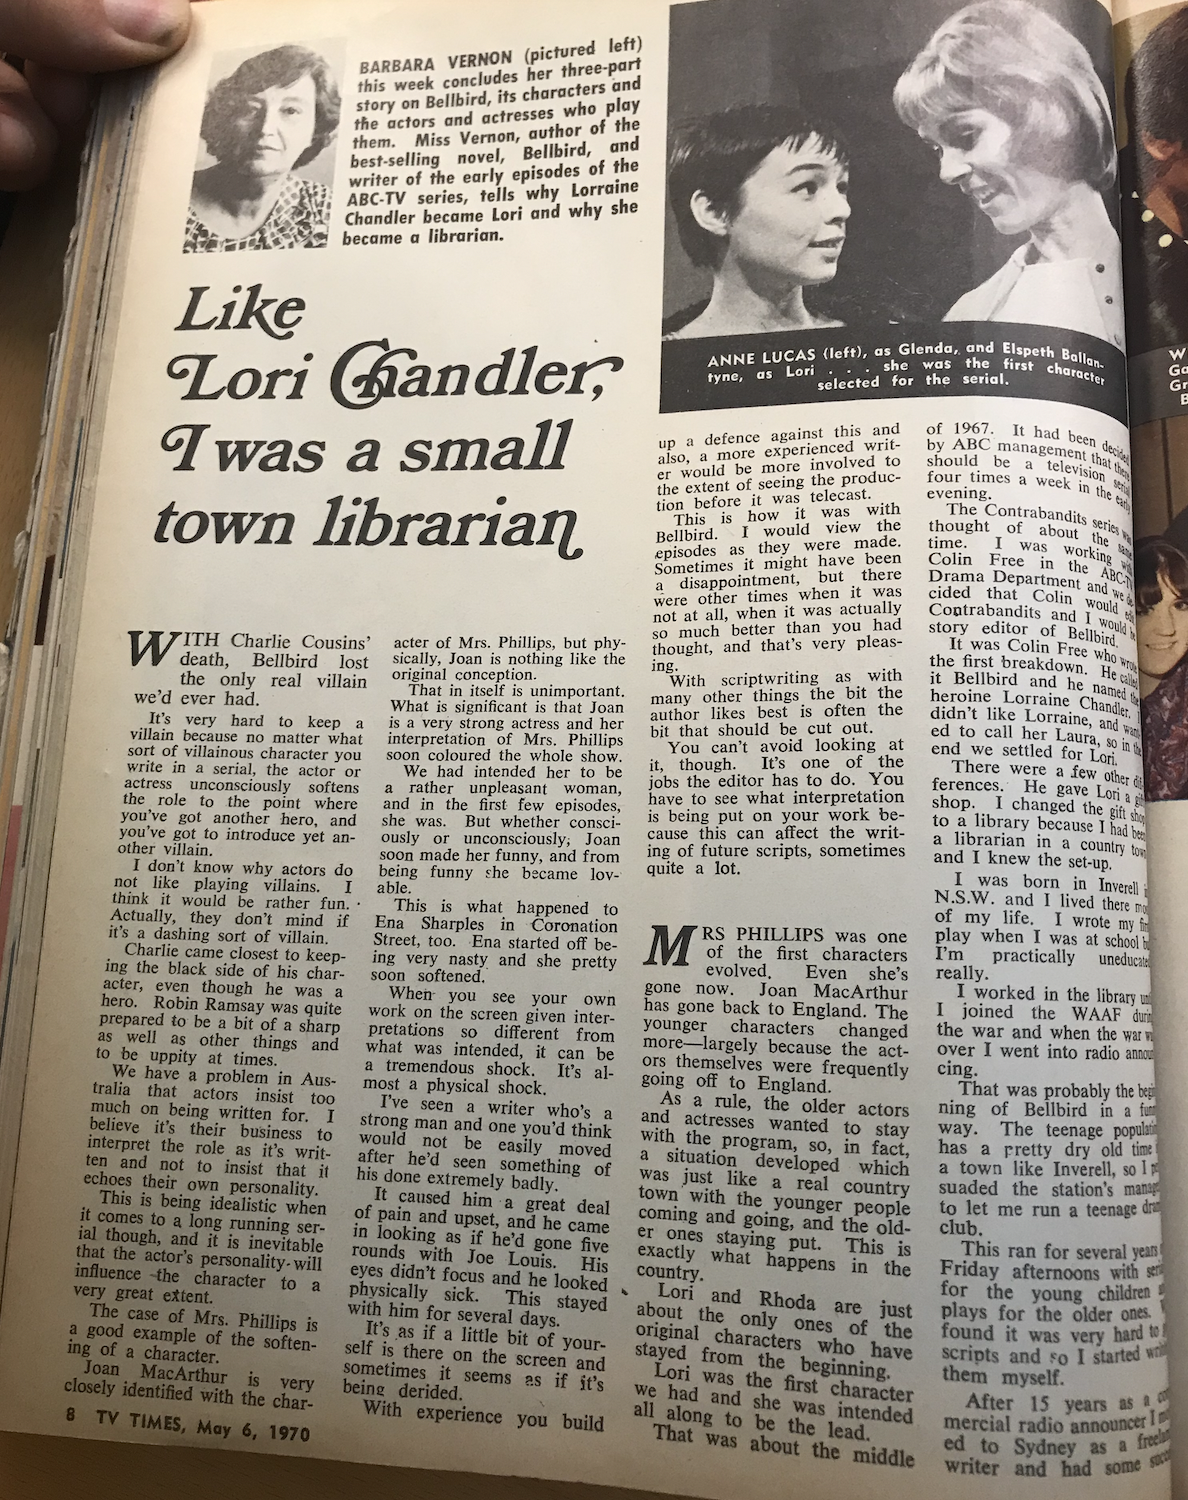 BARBARA VERNON (pictured left)
this week concludes her three-part
story on Bellbird, its characters and
the actors and actresses who play
them. Miss Vernon, author of the
best-selling novel, Bellbird, and
writer of the early episodes of the
ABC-TV series, tells why Lorraine
Chandler became Lori and why she
became a librarian.
ANNE LUCAS (left), as Glenda, and Elspeth Ballan-
tyne, as Lori . . . she was the first character
selected for the serial.
Like
Lori Chandler,
I was a small
town librarian
WITH Charlie Cousins'
death, Bellbird lost
the only real villain
we'd ever had.
It's very hard to keep a
villain because no matter what
sort of villainous character you
write in a serial, the actor or
actress unconsciously softens
the role to the point where
you've got another hero, and
you've got to introduce yet an-
other villain.
I don't know why actors do
not like playing villains. I
think it would be rather fun.
Actually, they don't mind if
it's a dashing sort of villain.
Charlie came closest to keep-
ing the black side of his char-
acter, even though he was a
hero. Robin Ramsay was quite
prepared to be a bit of a sharp
as well as other things and
to be uppity at times.
We have a problem in Aus-
tralia that actors insist too
much on being written for. I
believe it's their business to
interpret the role as it's writ-
ten and not to insist that it
echoes their own personality.
This is being idealistic when
it comes to a long running ser-
ial though, and it is inevitable
that the actor's personality will
influence the character to a
very great extent.
The case of Mrs. Phillips is
a good example of the soften-
ing of a character.
Joan MacArthur is very
closely identified with the char-
acter of Mrs. Phillips, but phy-
sically, Joan is nothing like the
original conception.
That in itself is unimportant.
What is significant is that Joan
is a very strong actress and her
interpretation of Mrs. Phillips
soon coloured the whole show.
We had intended her to be
a rather unpleasant woman,
and in the first few episodes,
she was. But whether consci-
ously or unconsciously, Joan
soon made her funny, and from
being funny she became lov-
able.
This is what happened to
Ena Sharples in Coronation
Street, too. Ena started off be-
ing very nasty and she pretty
soon softened.
When you see your own
work on the screen given inter-
pretations so different from
what was intended, it can be
a tremendous shock. It's al-
most a physical shock.
I've seen a writer who's a
strong man and one you'd think
would not be easily moved
after he'd seen something of
his done extremely badly.
It caused him a great deal
of pain and upset, and he came
in looking as if he'd gone five
rounds with Joe Louis. His
eyes didn't focus and he looked
physically sick. This stayed
with him for several days.
It's as if a little bit of your-
self is there on the screen and
sometimes it seems as if it's
being derided.
With experience you build
up a defence against this and
also, a more experienced writ-
er would be more involved to
the extent of seeing the produc-
tion before it was telecast.
This is how it was with
Bellbird. I would view the
episodes as they were made.
Sometimes it might have been
a disappointment, but there
were other times when it was
not at all, when it was actually
so much better than you had
thought, and that's very pleas-
ing.
With scriptwriting as with
many other things the bit the
author likes best is often the
bit that should be cut out.
You can't avoid looking at
it, though. It's one of the
jobs the editor has to do. You
have to see what interpretation
is being put on your work be-
cause this can affect the writ-
ing of future scripts, sometimes
quite a lot.
MRS PHILLIPS was one
of the first characters
evolved. Even she's
gone now. Joan MacArthur
has gone back to England. The
younger characters changed
more—largely because the act-
ors themselves were frequently
going off to England.
As a rule, the older actors
and actresses wanted to stay
with the program, so, in fact,
a situation developed which
was just like a real country
town with the younger people
coming and going, and the old-
er ones staying put. This is
exactly what happens in the
country.
Lori and Rhoda are just
about the only ones of the
original characters who have
stayed from the beginning.
Lori was the first character
we had and she was intended
all along to be the lead.
That was about the middle
of 1967. It had been decided
by ABC management that there
should be a television serial
four times a week in the early
evening.
The Contrabandits series was
thought of about the same
time. I was working with
Colin Free in the ABC-TV
Drama Department and we de-
cided that Colin would edit
Contrabandits and I would be
story editor of Bellbird.
It was Colin Free who wrote
the first breakdown. He called
it Bellbird and he named the
heroine Lorraine Chandler. I
didn't like Lorraine, and want-
ed to call her Laura, so in the
end we settled for Lori.
There were a few other dif-
ferences. He gave Lori a gift
shop. I changed the gift shop
to a library because I had been
a librarian in a country town
and I knew the set-up.
I was born in Inverell
N.S.W. and I lived there
of my life. I wrote my
play when I was at school
I'm practically uneducated
really.
I worked in the library
I joined the WAAF during
the war and when the war
over I went into radio announ
cing.
That was probably the begin
ning of Bellbird in a
way. The teenage population
has a pretty dry old time
a town like Inverell, so I
suaded the station's
to let me run a teenage
club.
This ran for several years
Friday afternoons with
for the young children
plays for the older ones.
found it was very hard to
scripts and so I started
them myself.
After 15 years as a
mercial radio announcer I
ed to Sydney as a
writer and had some
8 TV TIMES, May 6, 1970